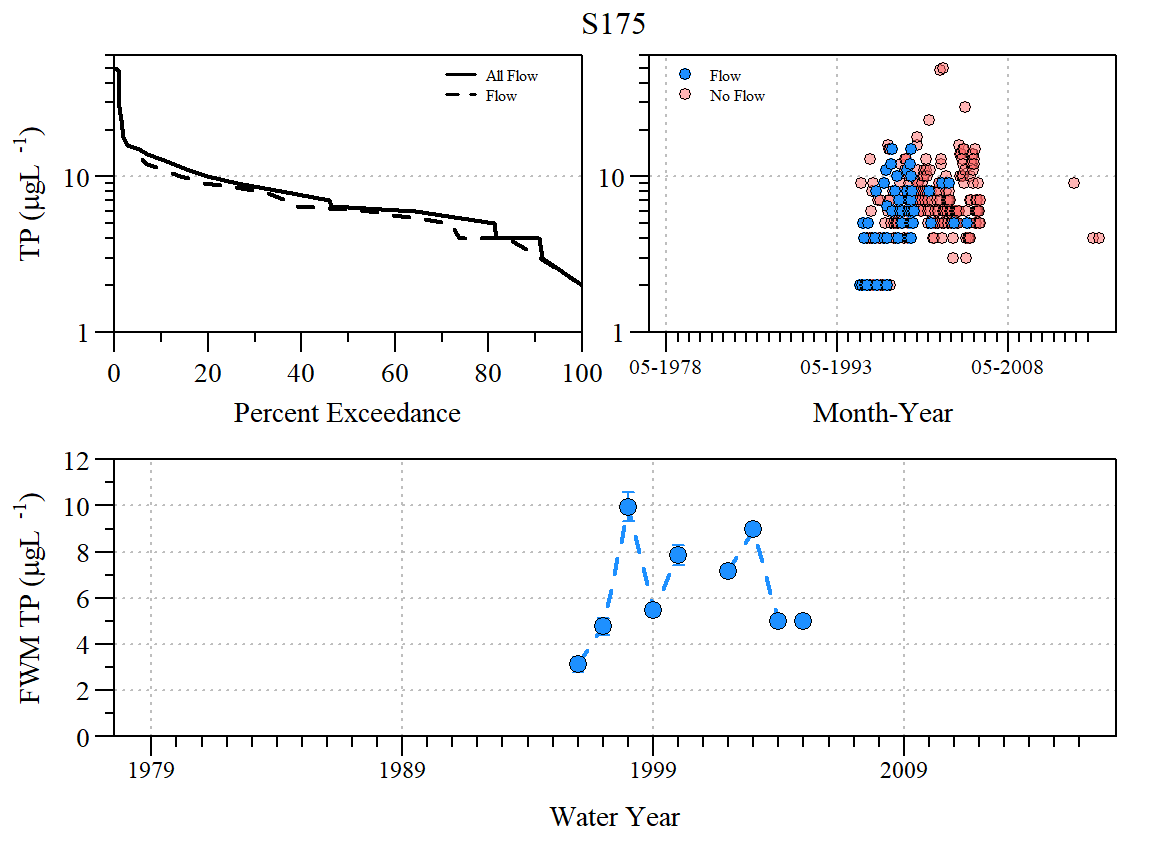 S175
TP (µgL⁻¹)
10
1
0 20 40 60 80 100
Percent Exceedance
All Flow
Flow
10
1
05-1978 05-1993 05-2008
Month-Year
Flow
No Flow
FWM TP (µgL⁻¹)
12
10
8
6
4
2
0
1979 1989 1999 2009
Water Year